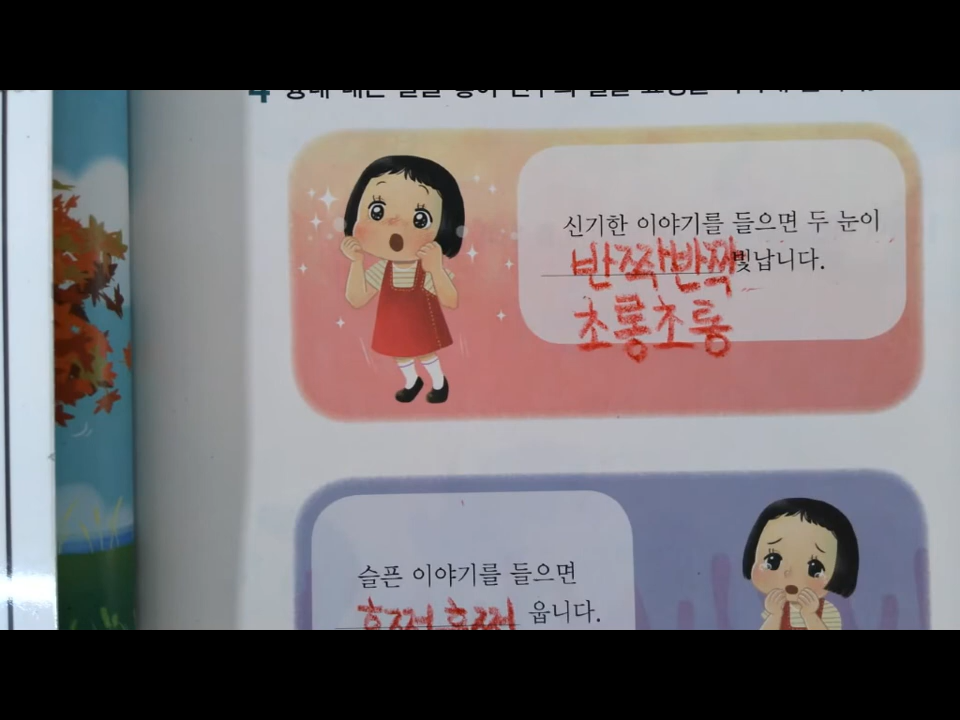 4
신기한 이야기를 들으면 두 눈이
반짝반짝 빛납니다.
초롱초롱
슬픈 이야기를 들으면
훌쩍훌쩍 웁니다.